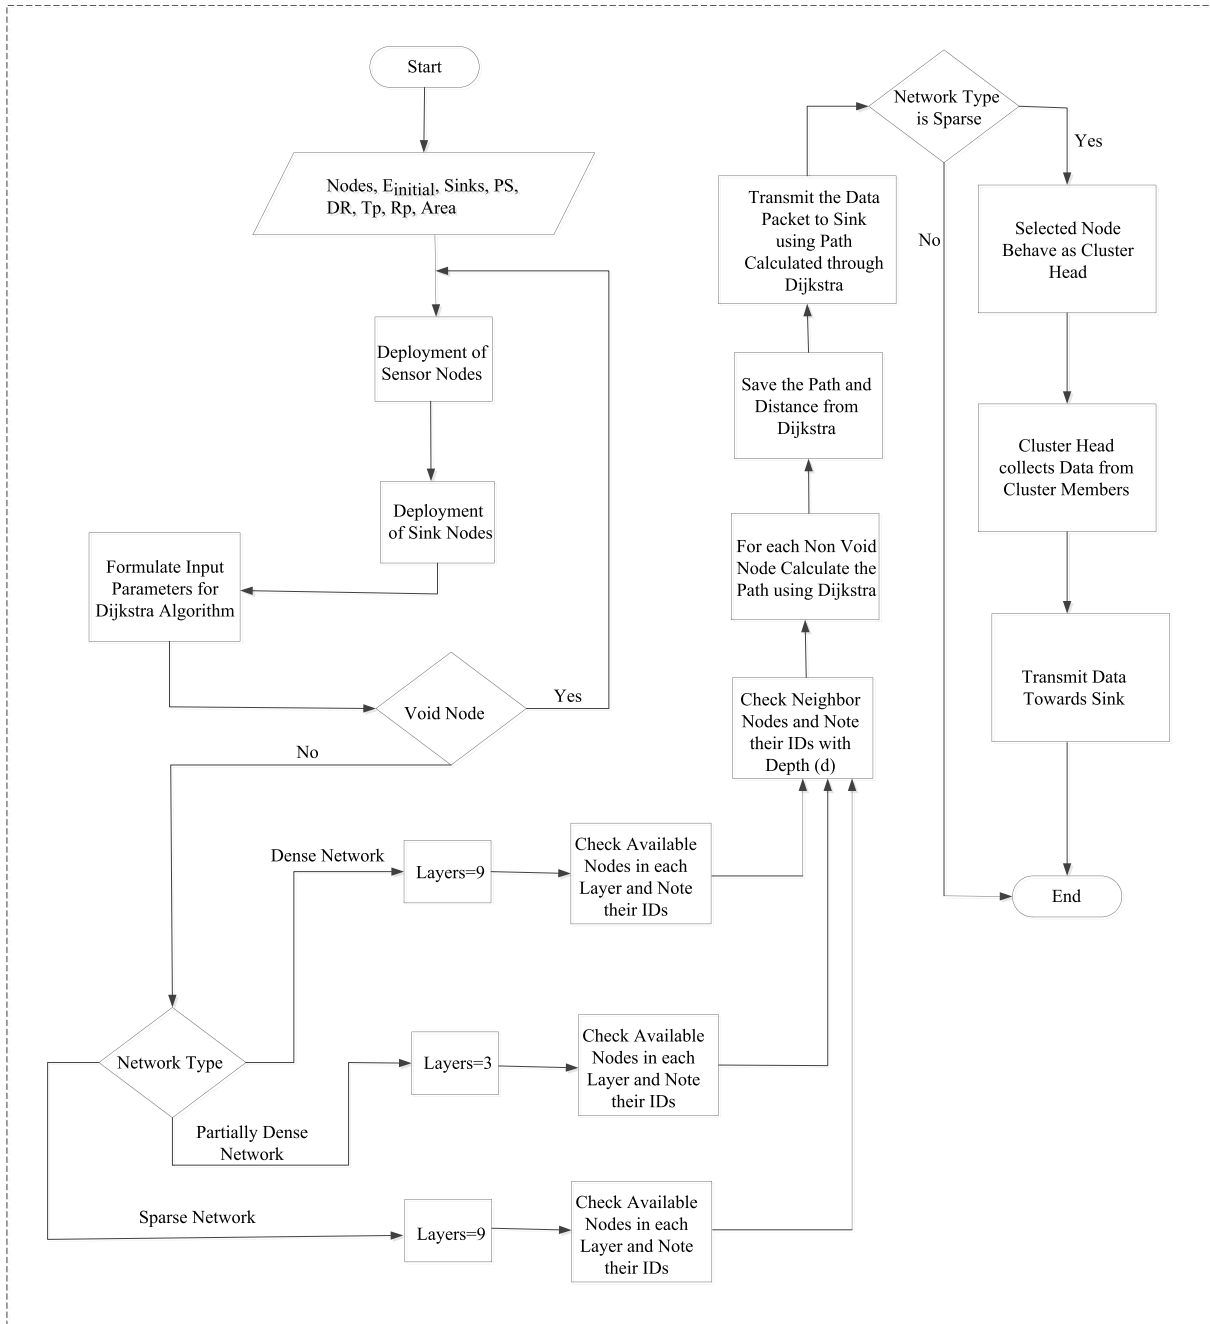 Start
Nodes, Einitial, Sinks, PS,
DR, Tp, Rp, Area
Deployment of
Sensor Nodes
Deployment
of Sink Nodes
Formulate Input
Parameters for
Dijkstra Algorithm
Void Node
Yes
No
Network Type
Dense Network
Layers=9
Check Available
Nodes in each
Layer and Note
their IDs
Partially Dense
Network
Layers=3
Check Available
Nodes in each
Layer and Note
their IDs
Sparse Network
Layers=9
Check Available
Nodes in each
Layer and Note
their IDs
Check Neighbor
Nodes and Note
their IDs with
Depth (d)
For each Non Void
Node Calculate the
Path using Dijkstra
Save the Path and
Distance from
Dijkstra
Transmit the Data
Packet to Sink
using Path
Calculated through
Dijkstra
Network Type
is Sparse
Yes
No
Selected Node
Behave as Cluster
Head
Cluster Head
collects Data from
Cluster Members
Transmit Data
Towards Sink
End